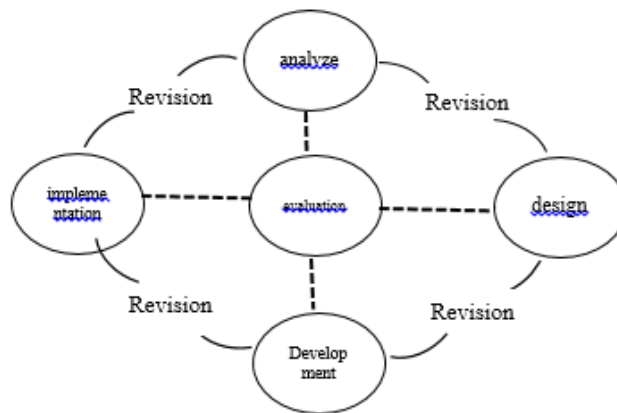 analyze
Revision
Revision
impleme
ntation
evaluation
design
Revision
Revision
Develop
ment